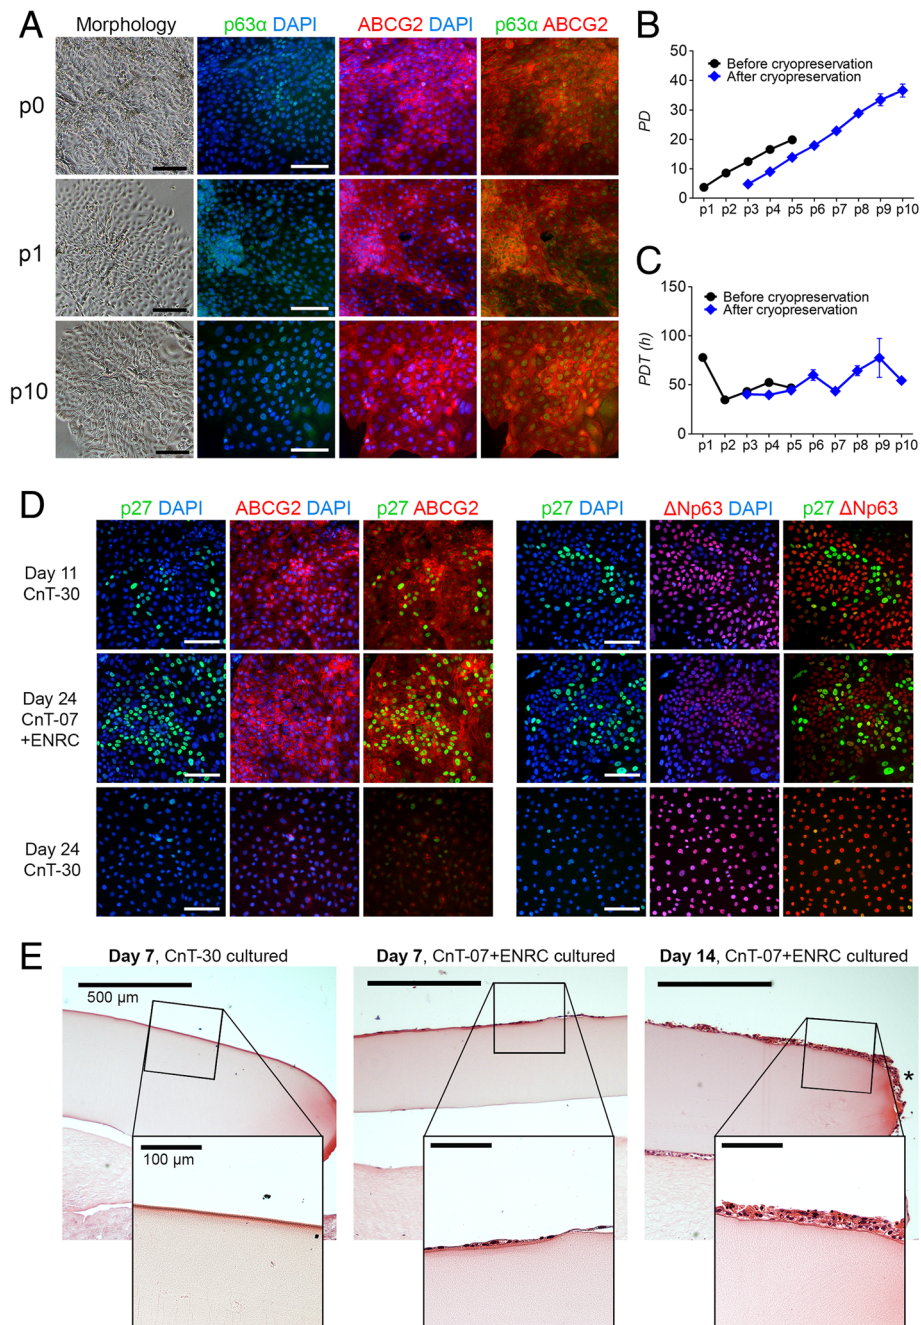 A
Morphology
p63α DAPI
ABCG2 DAPI
p63α ABCG2
p0
p1
p10
B
50
40
30
20
10
0
PD
Before cryopreservation
After cryopreservation
p1 p2 p3 p4 p5 p6 p7 p8 p9 p10
C
150
100
50
0
PDT (h)
Before cryopreservation
After cryopreservation
p1 p2 p3 p4 p5 p6 p7 p8 p9 p10
D
p27 DAPI
ABCG2 DAPI
p27 ABCG2
p27 DAPI
ΔNp63 DAPI
p27 ΔNp63
Day 11
CnT-30
Day 24
CnT-07
+ENRC
Day 24
CnT-30
E
Day 7, CnT-30 cultured
Day 7, CnT-07+ENRC cultured
Day 14, CnT-07+ENRC cultured
500 µm
*
100 µm